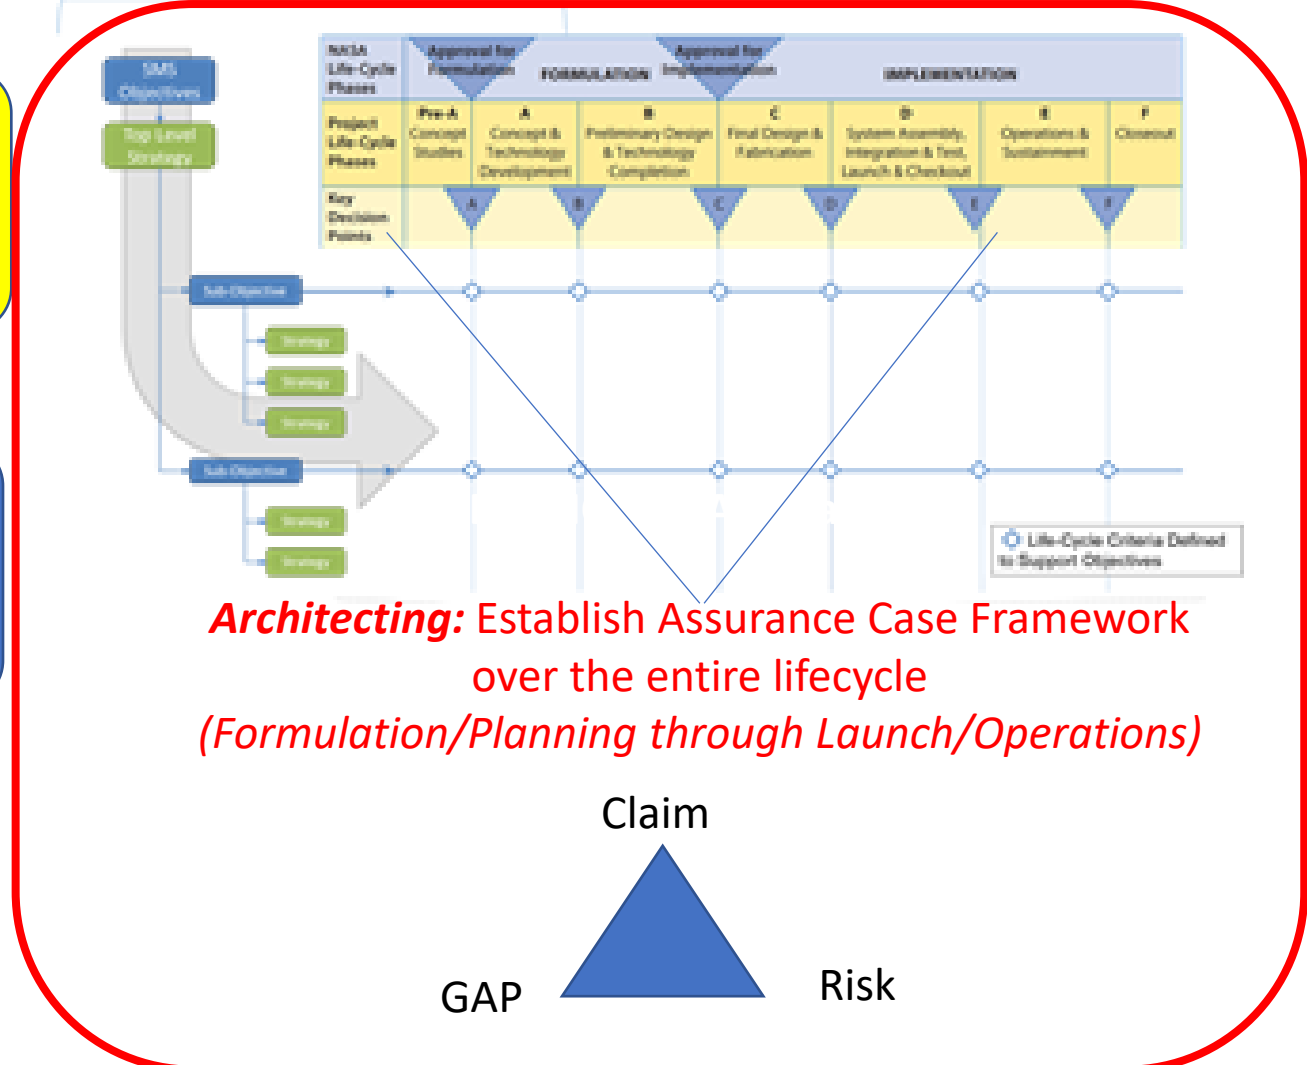 SMS
Objectives
Top Level
Strategy
NASA
Life-Cycle
Phases
Approval for
Formulation
FORMULATION
Approval for
Implementation
IMPLEMENTATION
Project
Life-Cycle
Phases
Pre-A
Concept
Studies
A
Concept &
Technology
Development
B
Preliminary Design
& Technology
Completion
C
Final Design &
Fabrication
D
System Assembly,
Integration & Test,
Launch & Checkout
E
Operations &
Sustainment
F
Closeout
Key
Decision
Points
A
B
C
D
E
F
Sub-Objective
Strategy
Strategy
Strategy
Sub-Objective
Strategy
Strategy
Life-Cycle Criteria Defined
to Support Objectives
Architecting: Establish Assurance Case Framework
over the entire lifecycle
(Formulation/Planning through Launch/Operations)
Claim
GAP
Risk